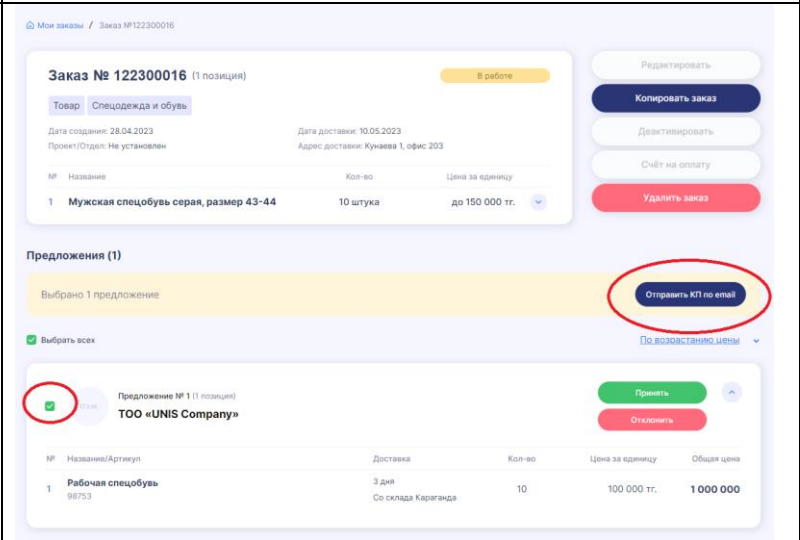 Мои заказы / Заказ №122300016
Заказ № 122300016 (1 позиция)
В работе
Товар Спецодежда и обувь
Дата создания: 28.04.2023
Дата доставки: 10.05.2023
Проект/Отдел: Не установлен
Адрес доставки: Кунаева 1, офис 203
№ Название Кол-во Цена за единицу
1 Мужская спецобувь серая, размер 43-44 10 штука до 150 000 тг.
Редактировать
Копировать заказ
Деактивировать
Счёт на оплату
Удалить заказ
Предложения (1)
Выбрано 1 предложение
Отправить КП по email
Выбрать всех
По возрастанию цены
Предложение № 1 (1 позиция)
ТОО «UNIS Company»
Принять
Отклонить
№ Название/Артикул Доставка Кол-во Цена за единицу Общая цена
1 Рабочая спецобувь 3 дня 10 100 000 тг. 1 000 000
98753 Со склада Караганда